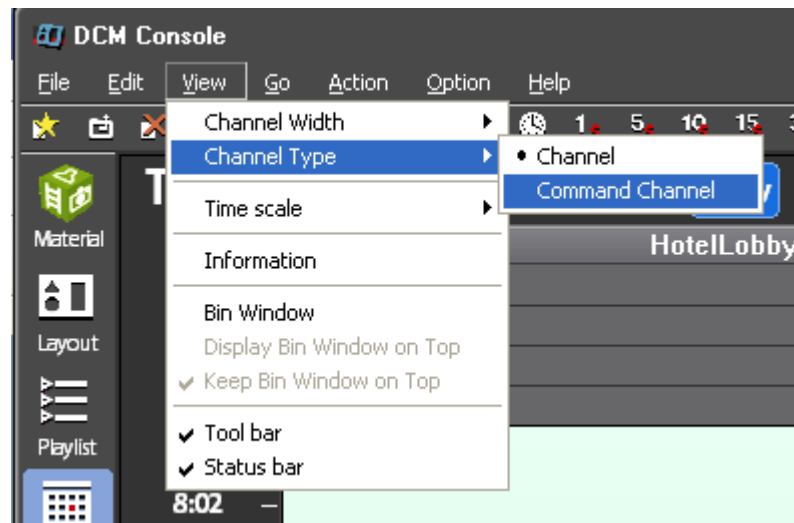 DCM Console
File Edit View Go Action Option Help
Channel Width
1 5 10 15
Channel Type
Channel
Command Channel
Material
Time scale
HotelLobby
Information
Bin Window
Layout
Display Bin Window on Top
Keep Bin Window on Top
Tool bar
Playlist
Status bar
8:02